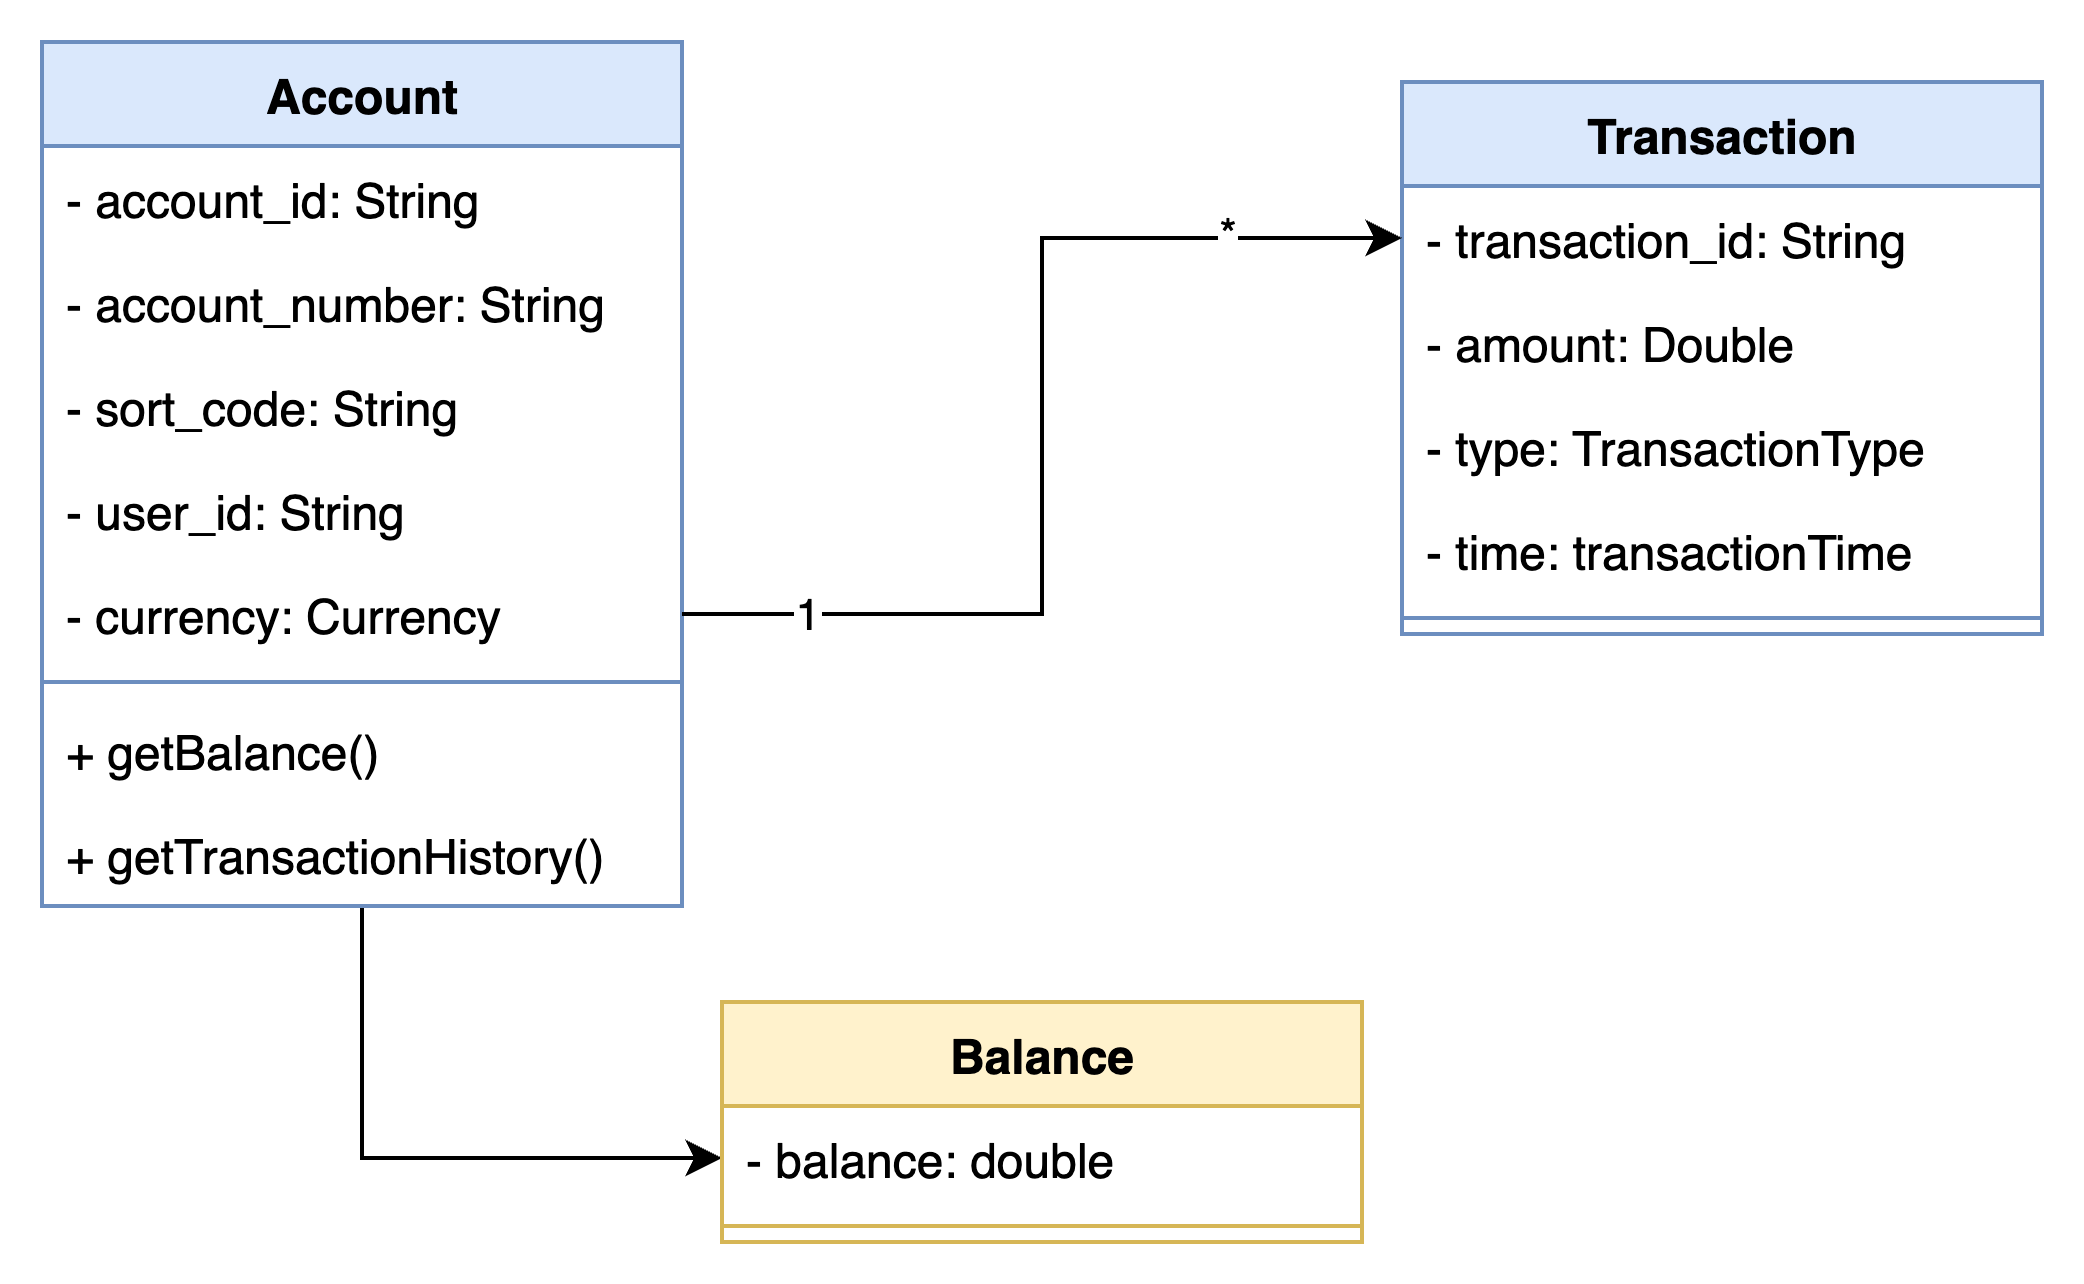 Account
- account_id: String
- account_number: String
- sort_code: String
- user_id: String
- currency: Currency
+ getBalance()
+ getTransactionHistory()
1
*
Transaction
- transaction_id: String
- amount: Double
- type: TransactionType
- time: transactionTime
Balance
- balance: double